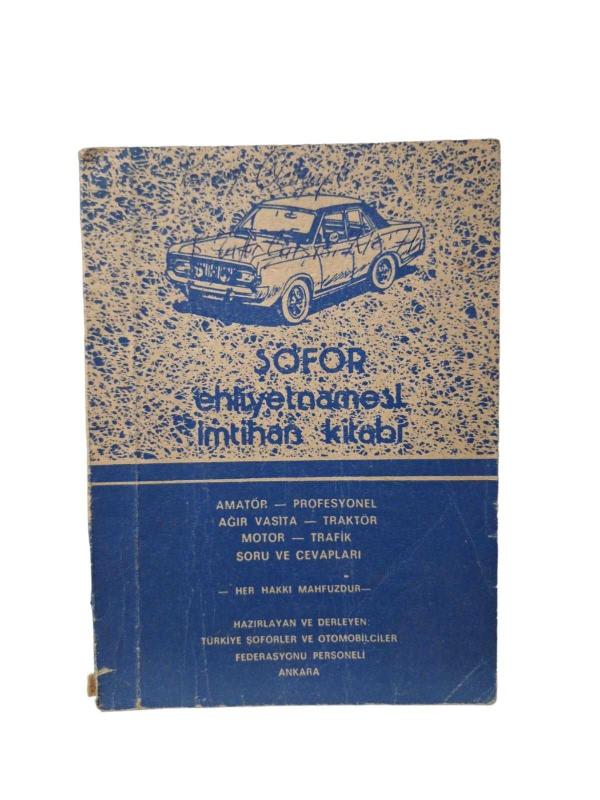 ŞOFÖR
ehliyetnamesi
imtihan kitabı
AMATÖR — PROFESYONEL
AĞIR VASITA — TRAKTÖR
MOTOR — TRAFİK
SORU VE CEVAPLARI
— HER HAKKI MAHFUZDUR—
HAZIRLAYAN VE DERLEYEN:
TÜRKİYE ŞOFÖRLER VE OTOMOBİLCİLER
FEDERASYONU PERSONELİ
ANKARA